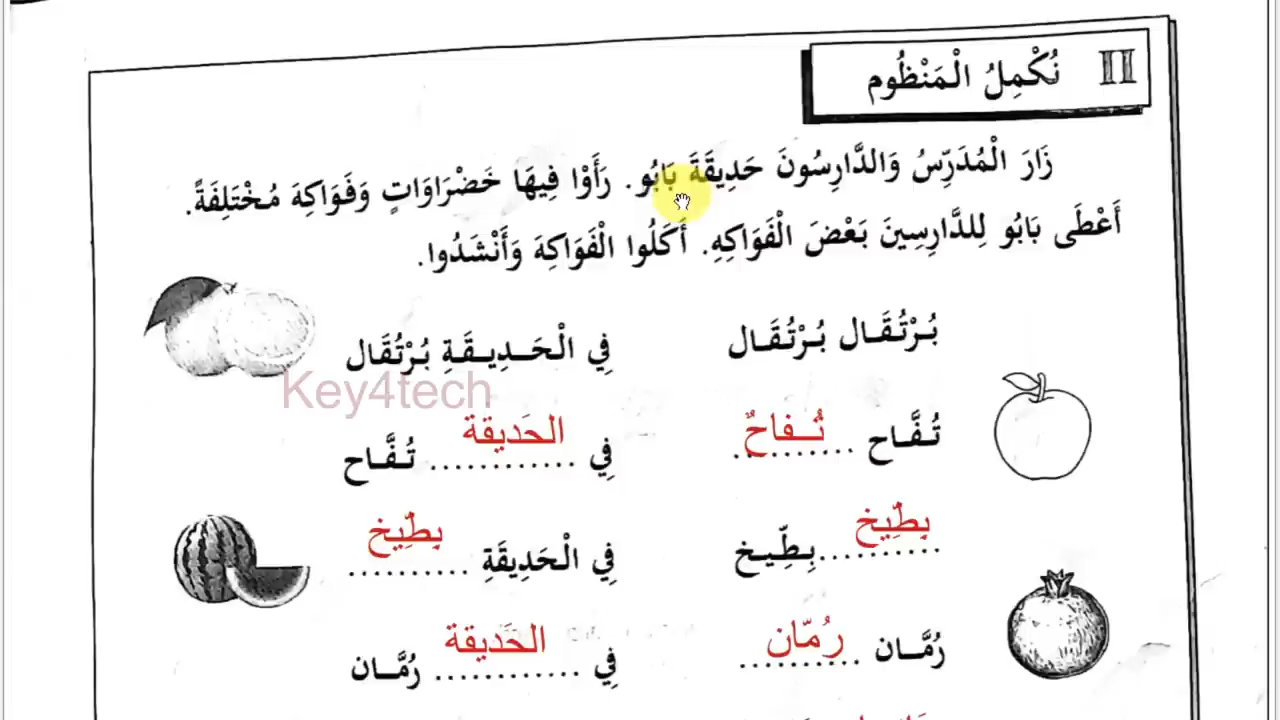 II نُكْمِلُ الْمَنْظُوم
زَارَ الْمُدَرِّسُ وَالدَّارِسُونَ حَدِيقَةَ بَابُو. رَأَوْا فِيهَا خَضْرَاوَاتٍ وَفَوَاكِهَ مُخْتَلِفَةً.
أَعْطَى بَابُو لِلدَّارِسِينَ بَعْضَ الْفَوَاكِهِ. أَكَلُوا الْفَوَاكِهَ وَأَنْشَدُوا.
بُرْتُقَال بُرْتُقَال فِي الْحَدِيقَةِ بُرْتُقَال
Key4tech
تُفَّاح تُفاحٌ فِي الحَديقة تُفَّاح
بِطِّيخ بِطِّيخ فِي الْحَدِيقَةِ بِطِّيخ
رُمَّان رُمّان فِي الحَديقة رُمَّان